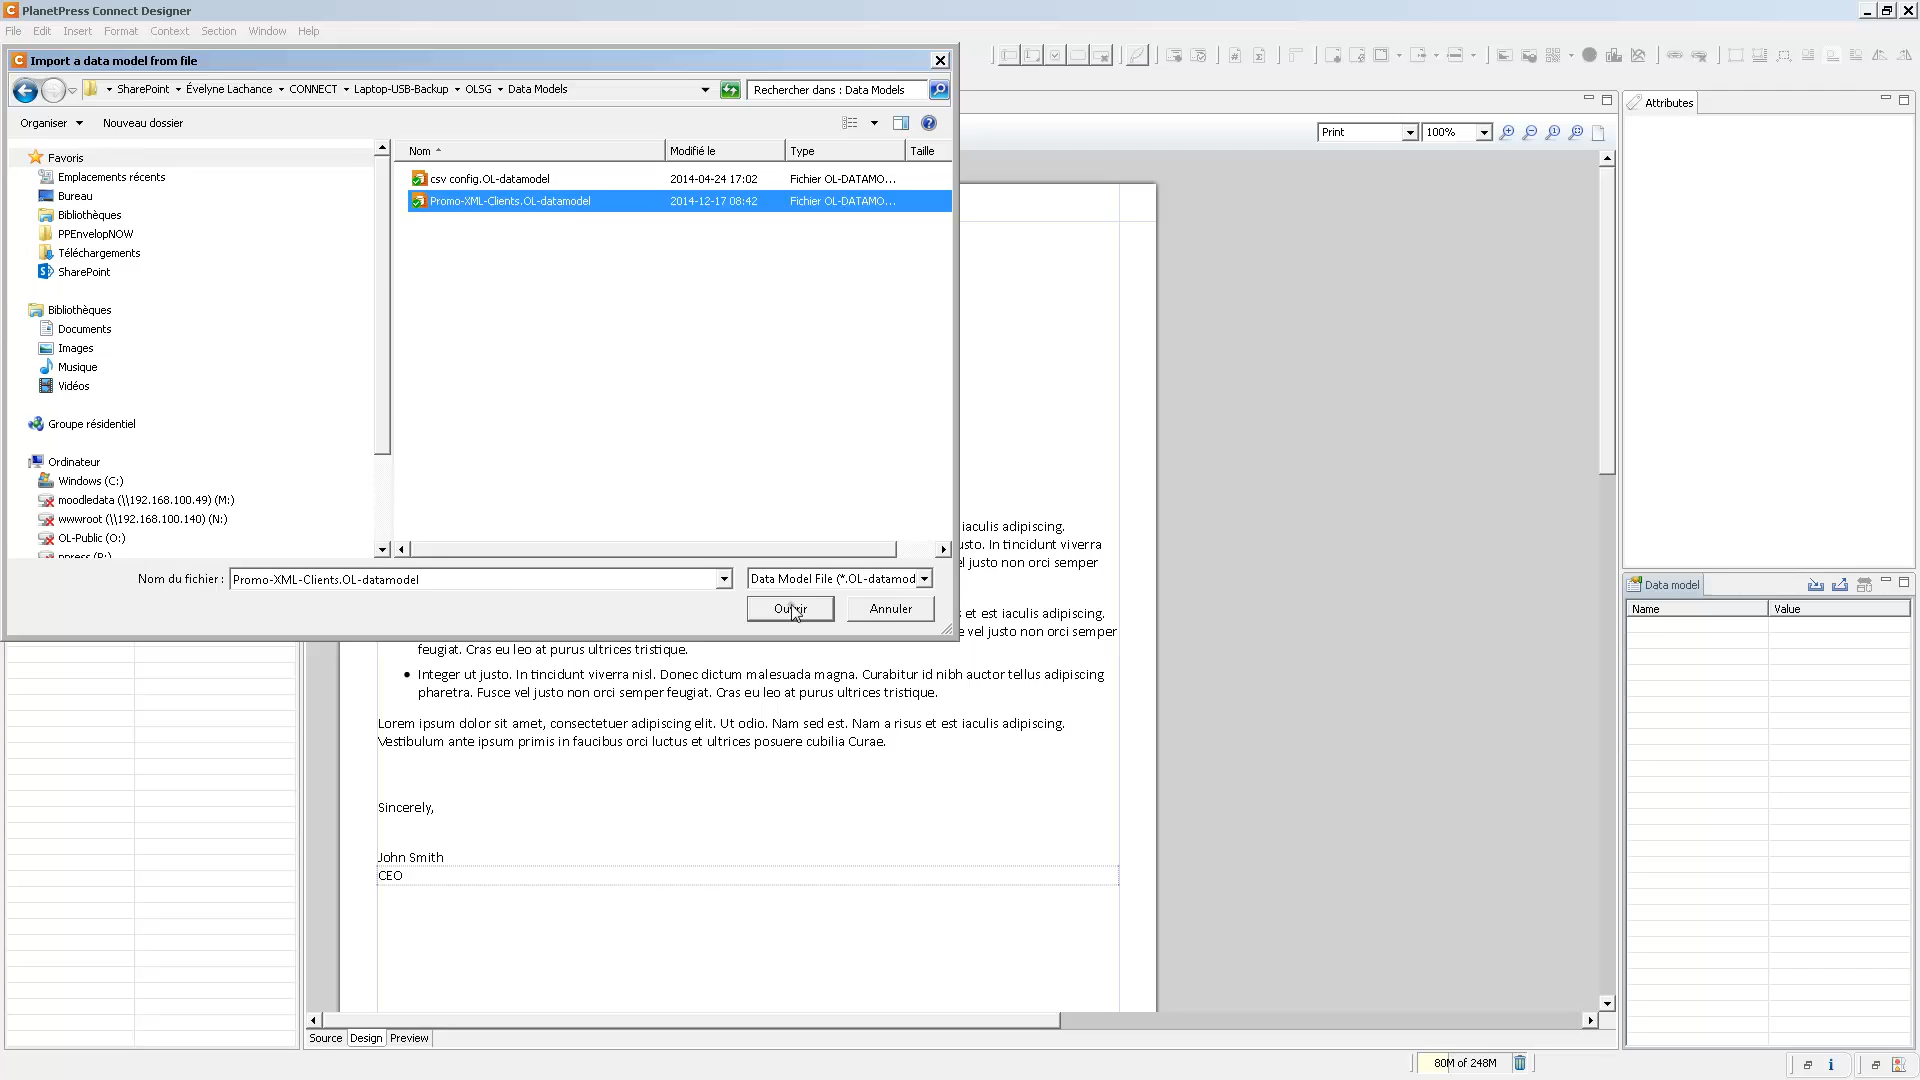 PlanetPress Connect Designer
File Edit Insert Format Context Section Window Help
Import a data model from file
SharePoint Évelyne Lachance CONNECT Laptop-USB-Backup OLSG Data Models
Rechercher dans : Data Models
Organiser Nouveau dossier
Favoris
Emplacements récents
Bureau
Bibliothèques
PPEnvelopNOW
Téléchargements
SharePoint
Bibliothèques
Documents
Images
Musique
Vidéos
Groupe résidentiel
Ordinateur
Windows (C:)
moodledata (\\192.168.100.49) (M:)
wwwroot (\\192.168.100.140) (N:)
OL-Public (O:)
Nom Modifié le Type Taille
csv config.OL-datamodel 2014-04-24 17:02 Fichier OL-DATAMO...
Promo-XML-Clients.OL-datamodel 2014-12-17 08:42 Fichier OL-DATAMO...
Nom du fichier : Promo-XML-Clients.OL-datamodel
Data Model File (*.OL-datamod
Ouvrir Annuler
Print 100%
iaculis adipiscing.
usto. In tincidunt viverra
el justo non orci semper
s et est iaculis adipiscing.
e vel justo non orci semper
feugiat. Cras eu leo at purus ultrices tristique.
• Integer ut justo. In tincidunt viverra nisl. Donec dictum malesuada magna. Curabitur id nibh auctor tellus adipiscing
pharetra. Fusce vel justo non orci semper feugiat. Cras eu leo at purus ultrices tristique.
Lorem ipsum dolor sit amet, consectetuer adipiscing elit. Ut odio. Nam sed est. Nam a risus et est iaculis adipiscing.
Vestibulum ante ipsum primis in faucibus orci luctus et ultrices posuere cubilia Curae.
Sincerely,
John Smith
CEO
Source Design Preview
Attributes
Data model
Name Value
80M of 248M